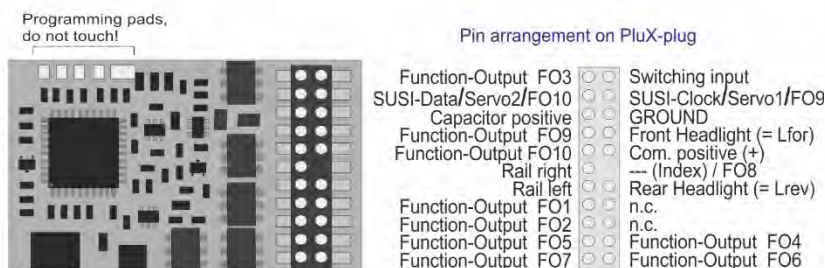 Programming pads,
do not touch!
Pin arrangement on PluX-plug
Function-Output FO3 Switching input
SUSI-Data/Servo2/FO10 SUSI-Clock/Servo1/FO9
Capacitor positive GROUND
Function-Output FO9 Front Headlight (= Lfor)
Function-Output FO10 Com. positive (+)
Rail right --- (Index) / FO8
Rail left Rear Headlight (= Lrev)
Function-Output FO1 n.c.
Function-Output FO2 n.c.
Function-Output FO5 Function-Output FO4
Function-Output FO7 Function-Output FO6